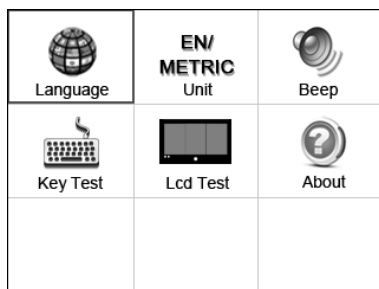 EN/
METRIC
Language
Unit
Beep
Key Test
Lcd Test
About